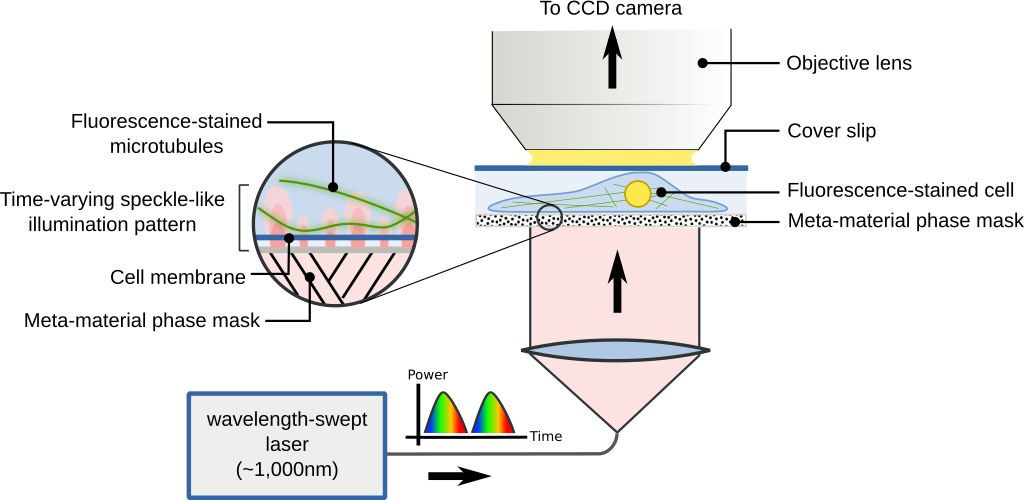 To CCD camera
Objective lens
Cover slip
Fluorescence-stained cell
Meta-material phase mask
Fluorescence-stained
microtubules
Time-varying speckle-like
illumination pattern
Cell membrane
Meta-material phase mask
Power
Time
wavelength-swept
laser
(~1,000nm)